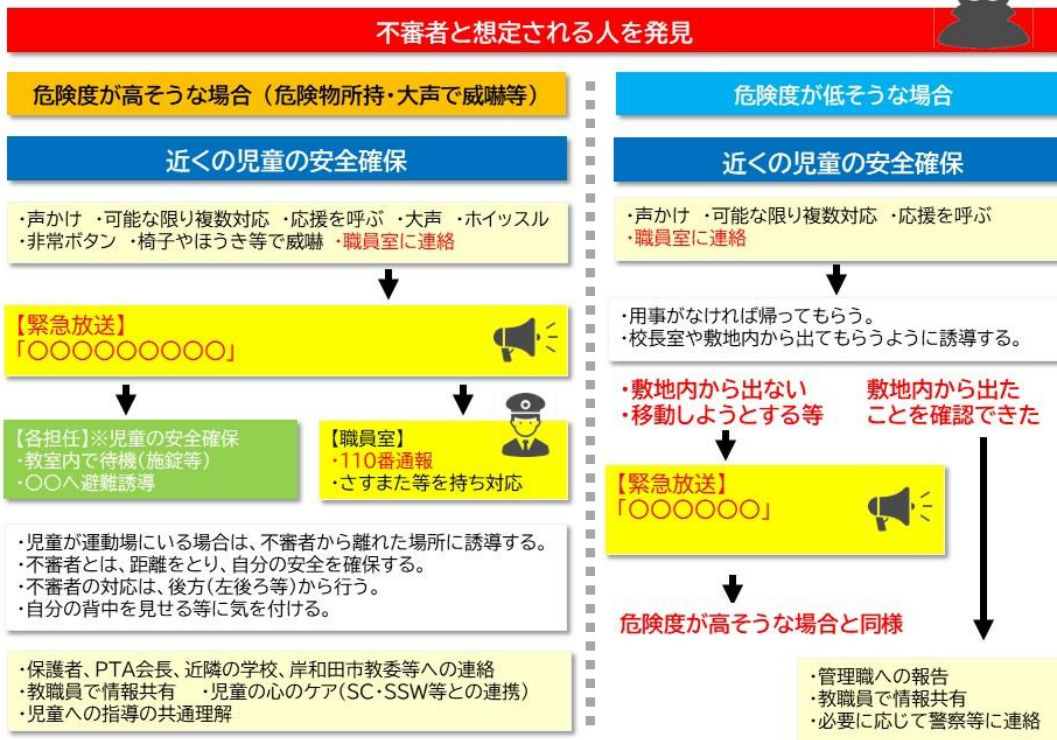 不審者と想定される人を発見
危険度が高そうな場合（危険物所持・大声で威嚇等）
近くの児童の安全確保
・声かけ ・可能な限り複数対応 ・応援を呼ぶ ・大声 ・ホイッスル
・非常ボタン ・椅子やほうき等で威嚇 ・職員室に連絡
【緊急放送】
「〇〇〇〇〇〇〇〇〇」
【各担任】※児童の安全確保
・教室内で待機(施錠等)
・〇〇へ避難誘導
【職員室】
・110番通報
・さすまた等を持ち対応
・児童が運動場にいる場合は、不審者から離れた場所に誘導する。
・不審者とは、距離をとり、自分の安全を確保する。
・不審者の対応は、後方(左後ろ等)から行う。
・自分の背中を見せる等に気を付ける。
・保護者、PTA会長、近隣の学校、岸和田市教委等への連絡
・教職員で情報共有 ・児童の心のケア(SC・SSW等との連携)
・児童への指導の共通理解
危険度が低そうな場合
近くの児童の安全確保
・声かけ ・可能な限り複数対応 ・応援を呼ぶ
・職員室に連絡
・用事がなければ帰ってもらう。
・校長室や敷地内から出てもらうように誘導する。
・敷地内から出ない
・移動しようとする等
敷地内から出た
ことを確認できた
【緊急放送】
「〇〇〇〇〇〇」
危険度が高そうな場合と同様
・管理職への報告
・教職員で情報共有
・必要に応じて警察等に連絡